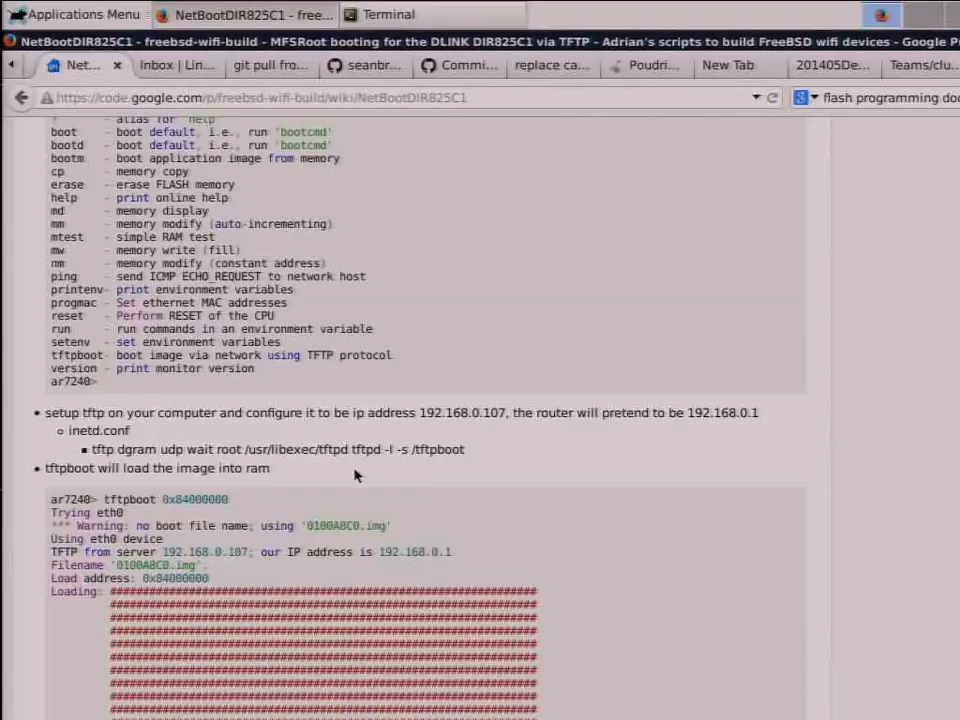 Applications Menu
NetBootDIR825C1 - free...
Terminal
NetBootDIR825C1 - freebsd-wifi-build - MFSRoot booting for the DLINK DIR825C1 via TFTP - Adrian's scripts to build FreeBSD wifi devices - Google P
Net...
Inbox | Lin...
git pull fro...
seanbr...
Commi...
replace ca...
Poudri...
New Tab
201405De...
Teams/clu...
https://code.google.com/p/freebsd-wifi-build/wiki/NetBootDIR825C1
flash programming doc
? - alias for 'help'
boot - boot default, i.e., run 'bootcmd'
bootd - boot default, i.e., run 'bootcmd'
bootm - boot application image from memory
cp - memory copy
erase - erase FLASH memory
help - print online help
md - memory display
mm - memory modify (auto-incrementing)
mtest - simple RAM test
mw - memory write (fill)
nm - memory modify (constant address)
ping - send ICMP ECHO_REQUEST to network host
printenv- print environment variables
progmac - Set ethernet MAC addresses
reset - Perform RESET of the CPU
run - run commands in an environment variable
setenv - set environment variables
tftpboot- boot image via network using TFTP protocol
version - print monitor version
ar7240>
• setup tftp on your computer and configure it to be ip address 192.168.0.107, the router will pretend to be 192.168.0.1
inetd.conf
tftp dgram udp wait root /usr/libexec/tftpd tftpd -l -s /tftpboot
• tftpboot will load the image into ram
ar7240> tftpboot 0x84000000
Trying eth0
*** Warning: no boot file name; using '0100A8C0.img'
Using eth0 device
TFTP from server 192.168.0.107; our IP address is 192.168.0.1
Filename '0100A8C0.img'.
Load address: 0x84000000
Loading: #################################################################
#################################################################
#################################################################
#################################################################
#################################################################
#################################################################
#################################################################
#################################################################
#################################################################
#################################################################